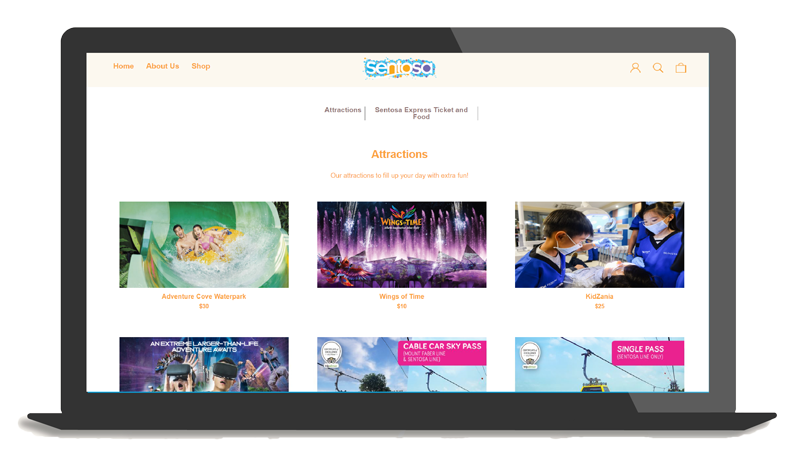 Home About Us Shop
sentosa
Attractions
Sentosa Express Ticket and
Food
Attractions
Our attractions to fill up your day with extra fun!
WINGS OF TIME
Adventure Cove Waterpark
$30
Wings of Time
$18
KidZania
$25
AN EXTREME LARGER-THAN-LIFE
ADVENTURE AWAITS
CABLE CAR SKY PASS
(MOUNT FABER LINE
& SENTOSA LINE)
SINGLE PASS
(SENTOSA LINE ONLY)